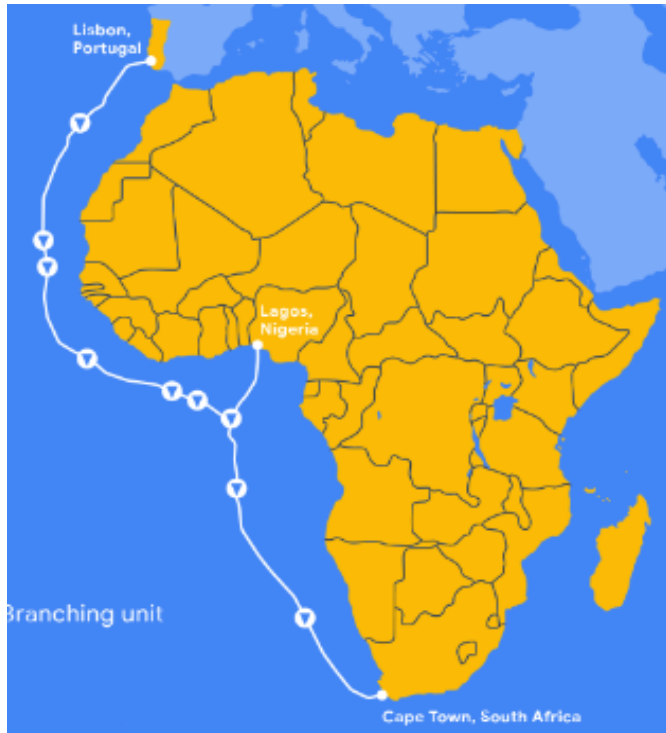 Lisbon,
Portugal
Lagos,
Nigeria
Branching unit
Cape Town, South Africa